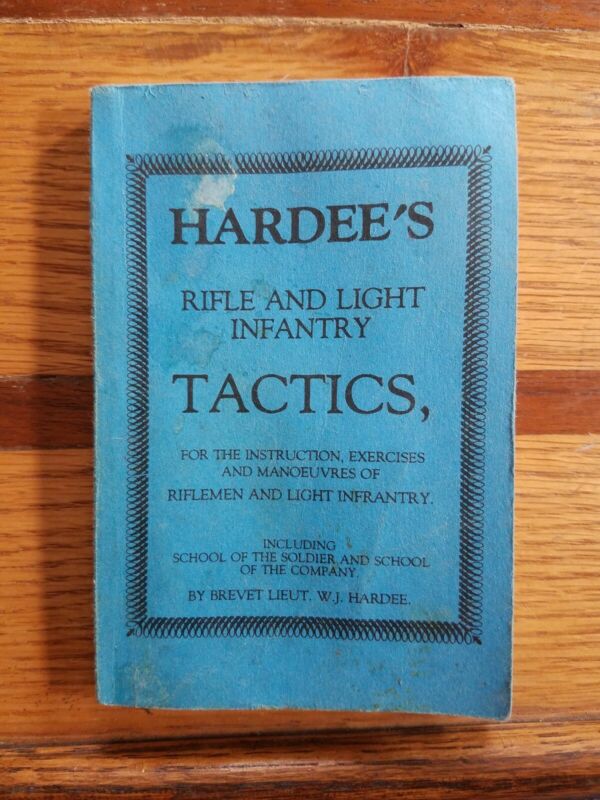 HARDEE'S
RIFLE AND LIGHT
INFANTRY
TACTICS,
FOR THE INSTRUCTION, EXERCISES
AND MANOEUVRES OF
RIFLEMEN AND LIGHT INFRANTRY.
INCLUDING
SCHOOL OF THE SOLDIER AND SCHOOL
OF THE COMPANY
BY BREVET LIEUT. W.J. HARDEE.